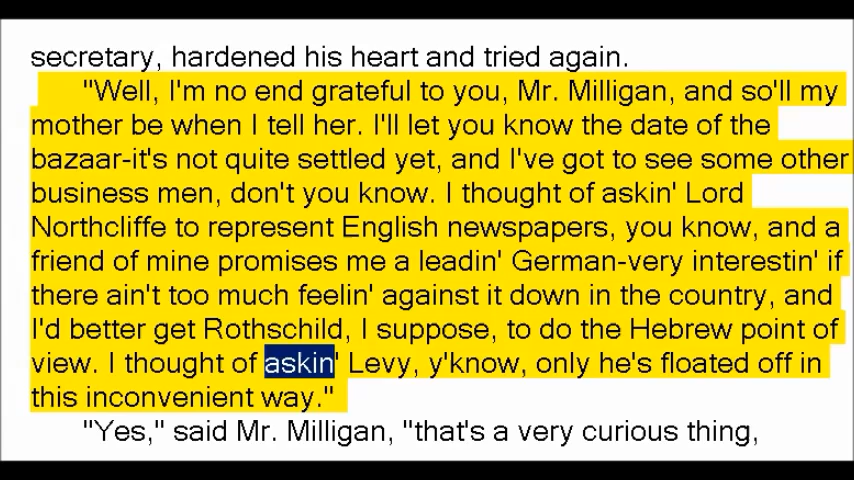 secretary, hardened his heart and tried again.
"Well, I'm no end grateful to you, Mr. Milligan, and so'll my
mother be when I tell her. I'll let you know the date of the
bazaar-it's not quite settled yet, and I've got to see some other
business men, don't you know. I thought of askin' Lord
Northcliffe to represent English newspapers, you know, and a
friend of mine promises me a leadin' German-very interestin' if
there ain't too much feelin' against it down in the country, and
I'd better get Rothschild, I suppose, to do the Hebrew point of
view. I thought of askin' Levy, y'know, only he's floated off in
this inconvenient way."
"Yes," said Mr. Milligan, "that's a very curious thing,